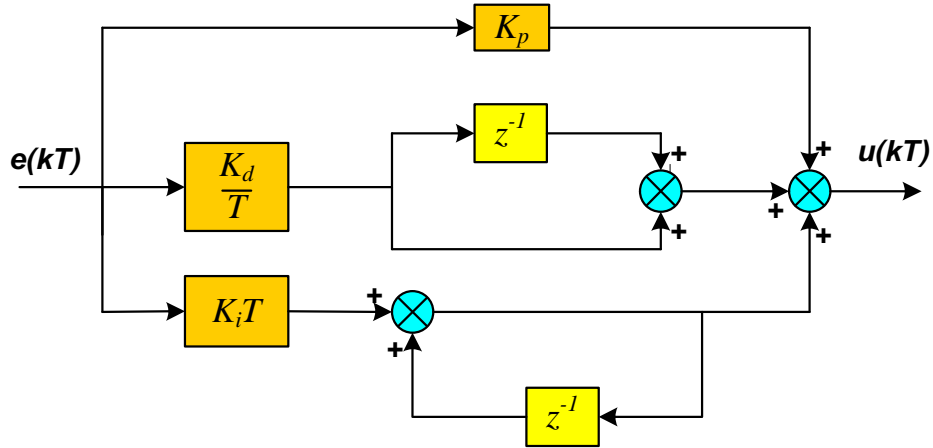 K_p
z^{-1}
+
e(kT)
K_d
T
+
+
+
+
u(kT)
+
K_iT
+
+
z^{-1}